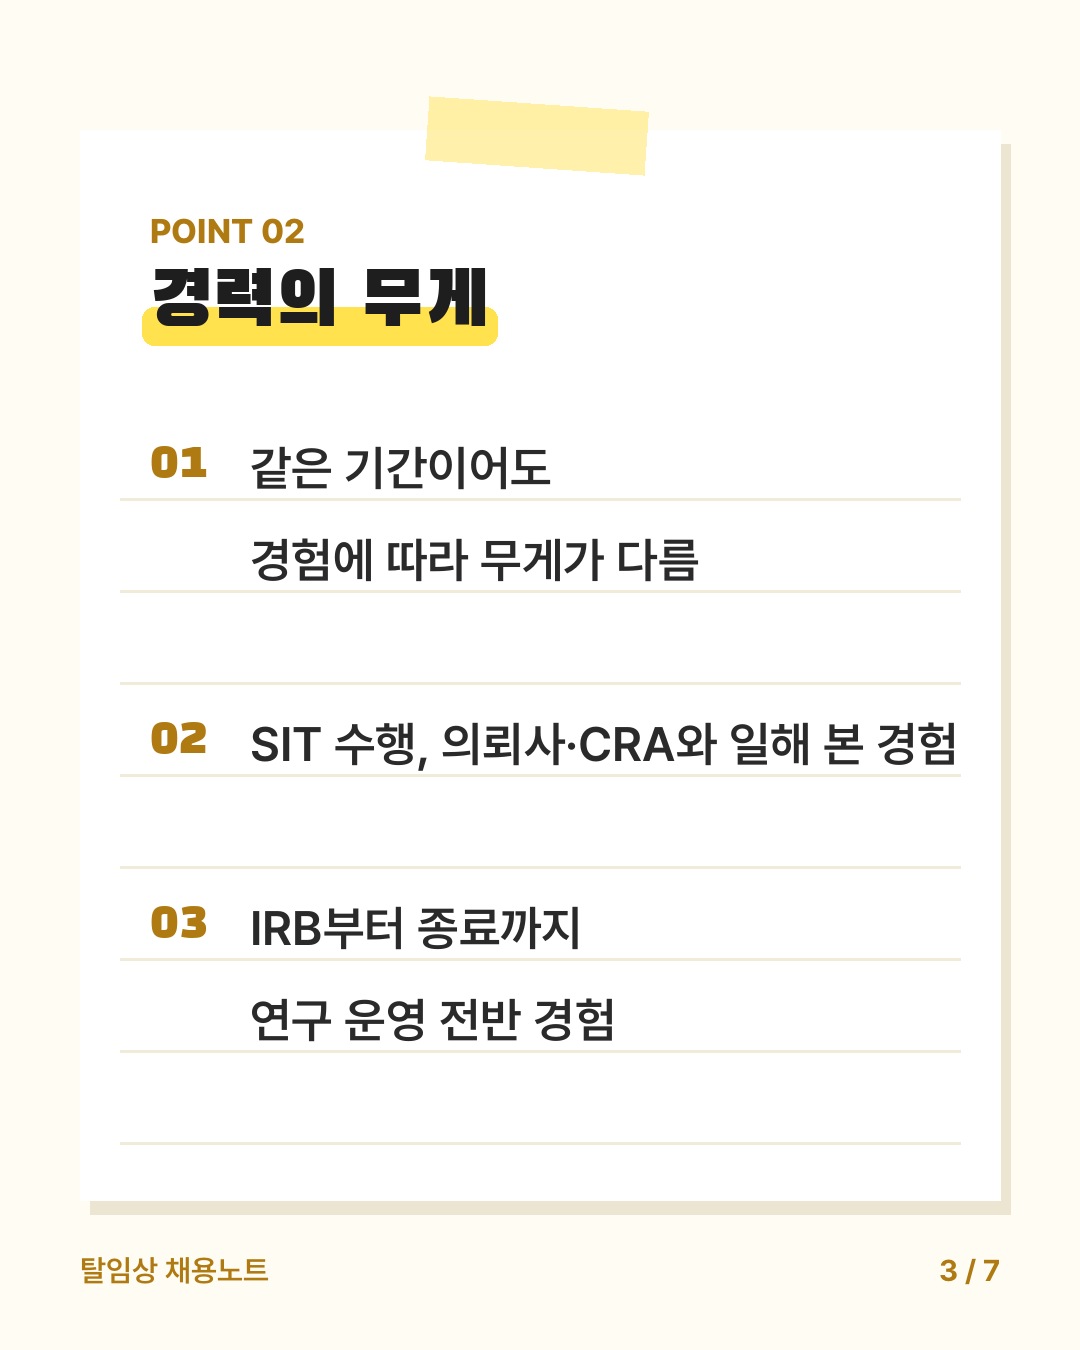 POINT 02
경력의 무게
01 같은 기간이어도
경험에 따라 무게가 다름
02 SIT 수행, 의뢰사·CRA와 일해 본 경험
03 IRB부터 종료까지
연구 운영 전반 경험
탈임상 채용노트
3 / 7